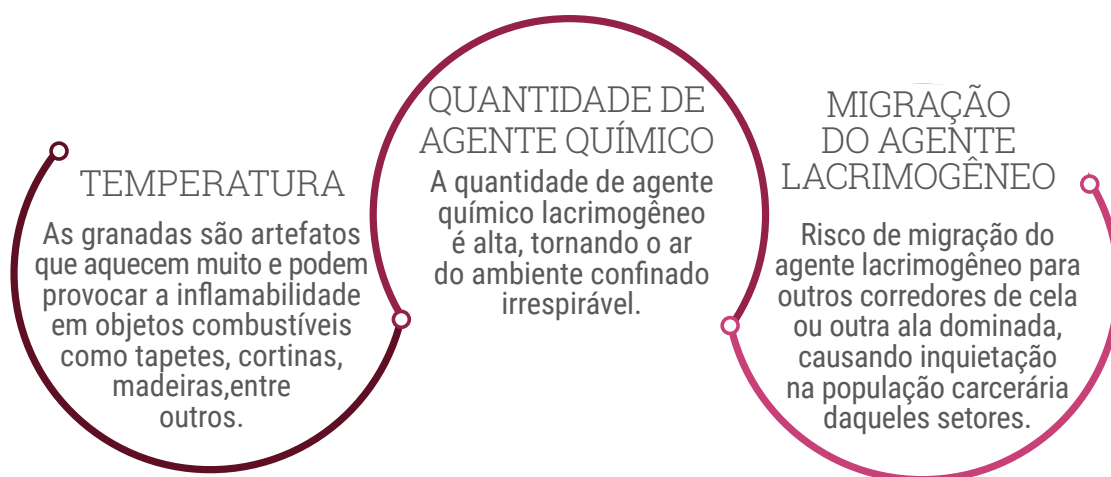 TEMPERATURA
As granadas são artefatos
que aquecem muito e podem
provocar a inflamabilidade
em objetos combustíveis
como tapetes, cortinas,
madeiras,entre
outros.
QUANTIDADE DE
AGENTE QUÍMICO
A quantidade de agente
químico lacrimogêneo
é alta, tornando o ar
do ambiente confinado
irrespirável.
MIGRAÇÃO
DO AGENTE
LACRIMOGÊNEO
Risco de migração do
agente lacrimogêneo para
outros corredores de cela
ou outra ala dominada,
causando inquietação
na população carcerária
daqueles setores.